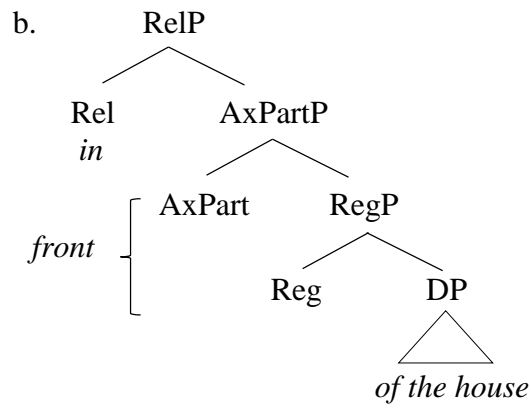 b. RelP
Rel AxPartP
in
AxPart RegP
front
Reg DP
of the house